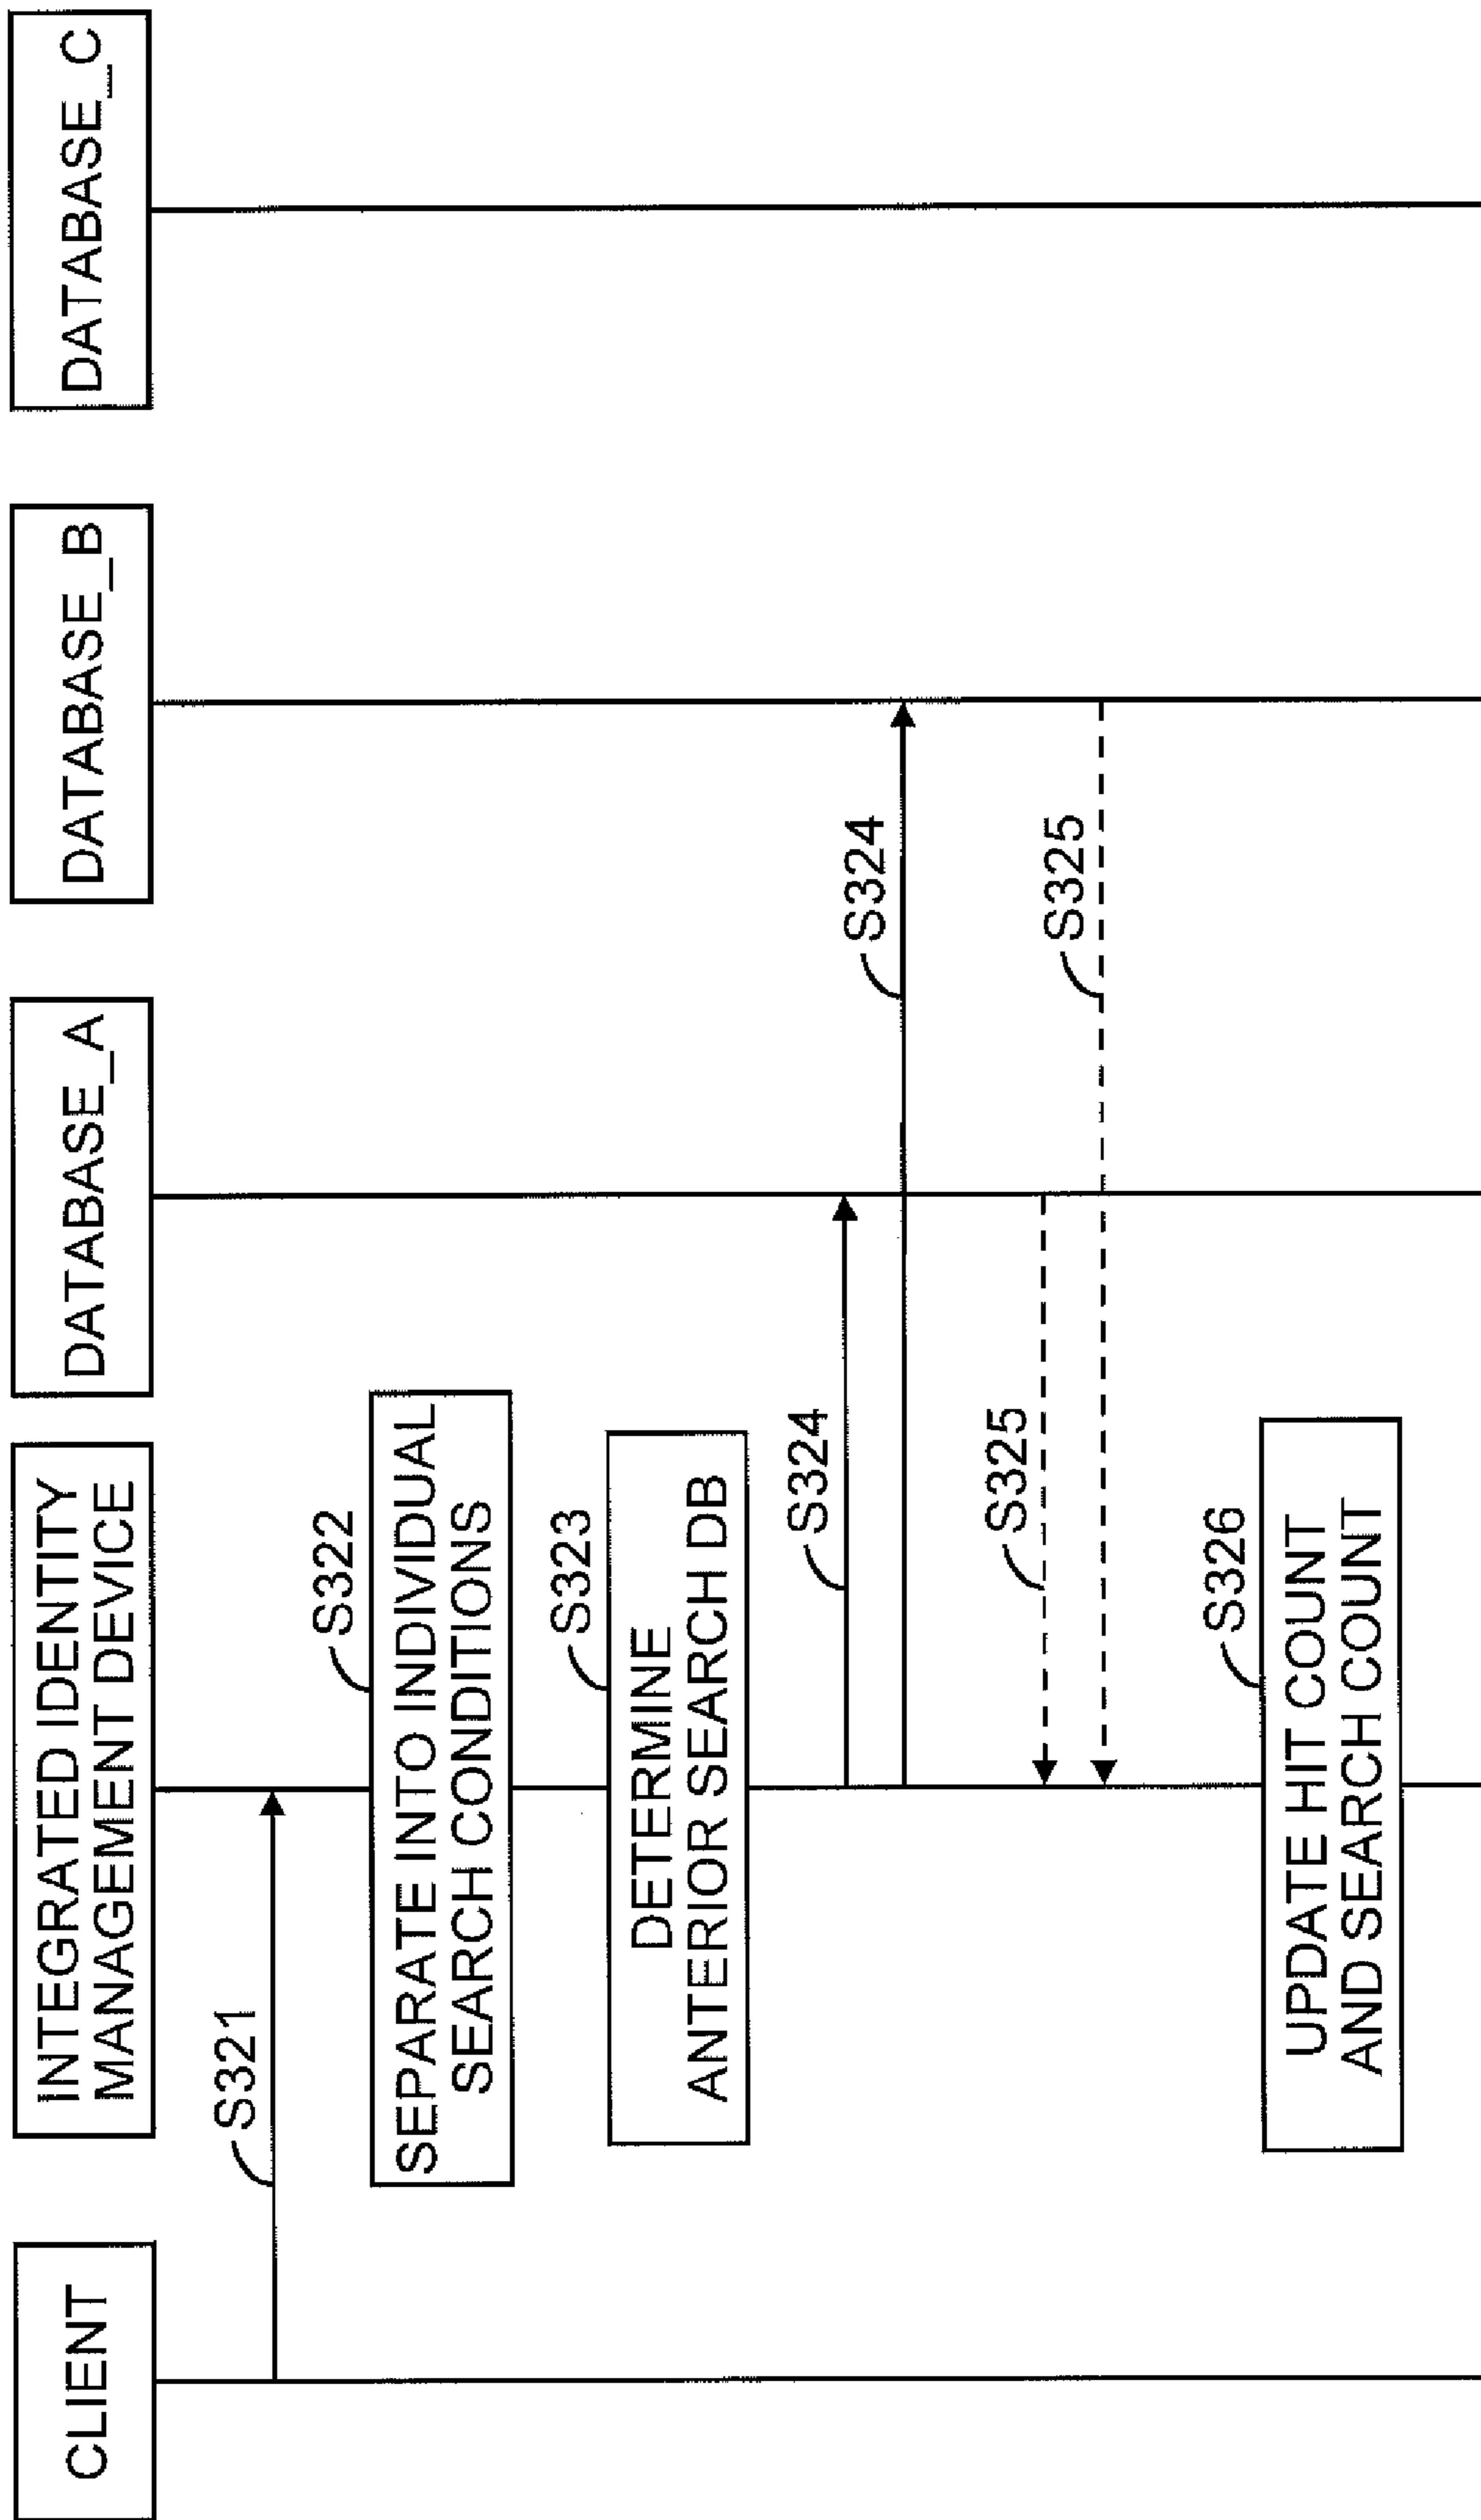 CLIENT
INTEGRATED IDENTITY
MANAGEMENT DEVICE
DATABASE_A
DATABASE_B
DATABASE_C
S321
S322
SEPARATE INTO INDIVIDUAL
SEARCH CONDITIONS
S323
DETERMINE
ANTERIOR SEARCH DB
S324
S324
S325
S325
S326
UPDATE HIT COUNT
AND SEARCH COUNT